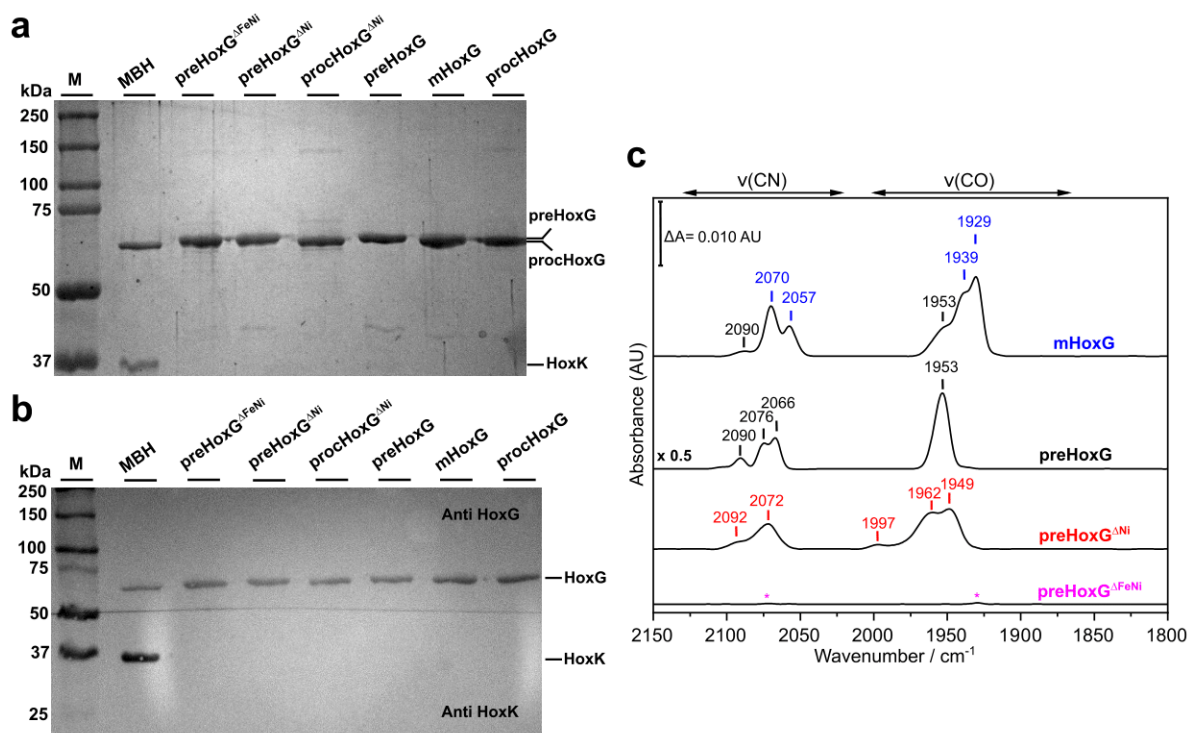 a
M
MBH
preHoxG^ΔFeNi
preHoxG^ΔNi
procHoxG^ΔNi
preHoxG
mHoxG
procHoxG
kDa
250
150
100
75
50
37
preHoxG
procHoxG
HoxK
b
M
MBH
preHoxG^ΔFeNi
preHoxG^ΔNi
procHoxG^ΔNi
preHoxG
mHoxG
procHoxG
kDa
250
150
100
75
50
37
25
Anti HoxG
HoxG
HoxK
Anti HoxK
c
ν(CN) ν(CO)
ΔA= 0.010 AU
1929
1939
2070
2057
1953
2090
mHoxG
1953
2066
2076
2090
x 0.5
preHoxG
1949
1962
2072
2092
1997
preHoxG^ΔNi
preHoxG^ΔFeNi
* *
Absorbance (AU)
2150 2100 2050 2000 1950 1900 1850 1800
Wavenumber / cm⁻¹